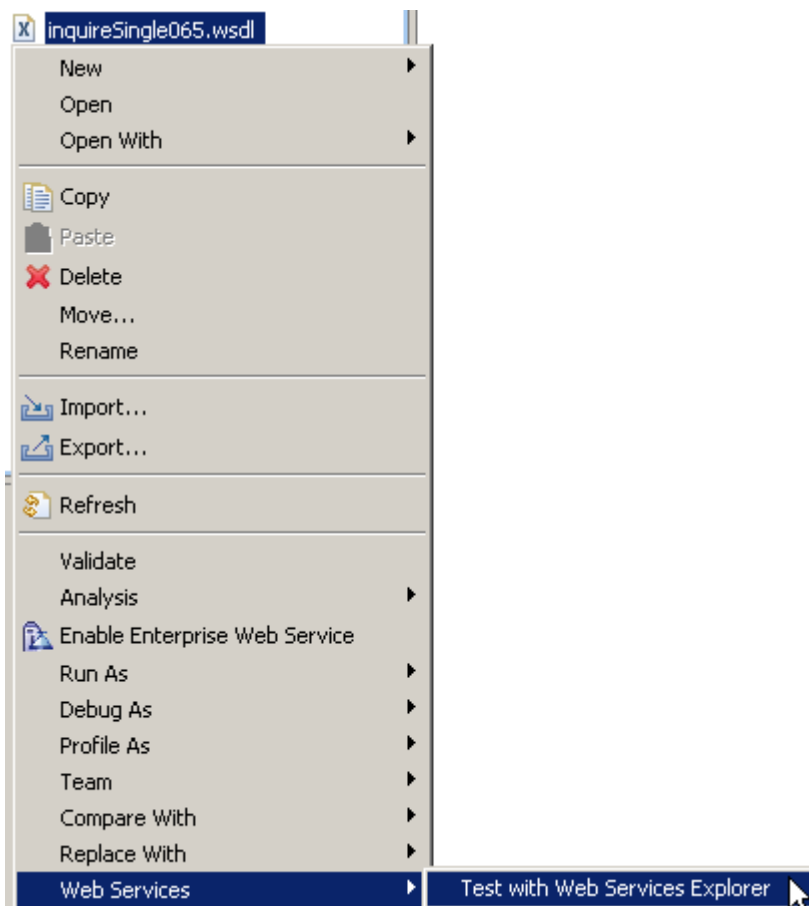 inquireSingle065.wsdl
New
Open
Open With
Copy
Paste
Delete
Move...
Rename
Import...
Export...
Refresh
Validate
Analysis
Enable Enterprise Web Service
Run As
Debug As
Profile As
Team
Compare With
Replace With
Web Services
Test with Web Services Explorer